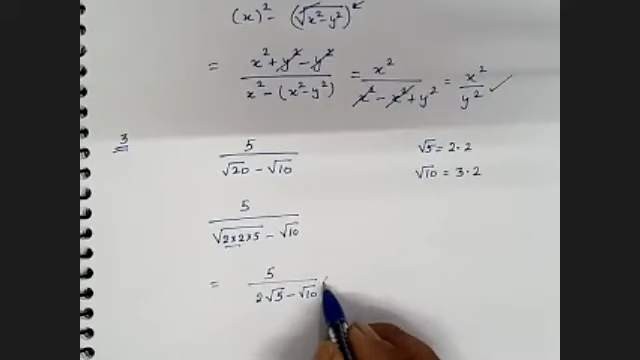 (x)² - (√x²-y²)²
= x² + y² - y² / x² - (x² - y²) = x² / x² - x² + y² = x² / y² ✓
3 5 / √20 - √10 √5 = 2·2
√10 = 3·2
5 / √2×2×5 - √10
= 5 / 2√5 - √10